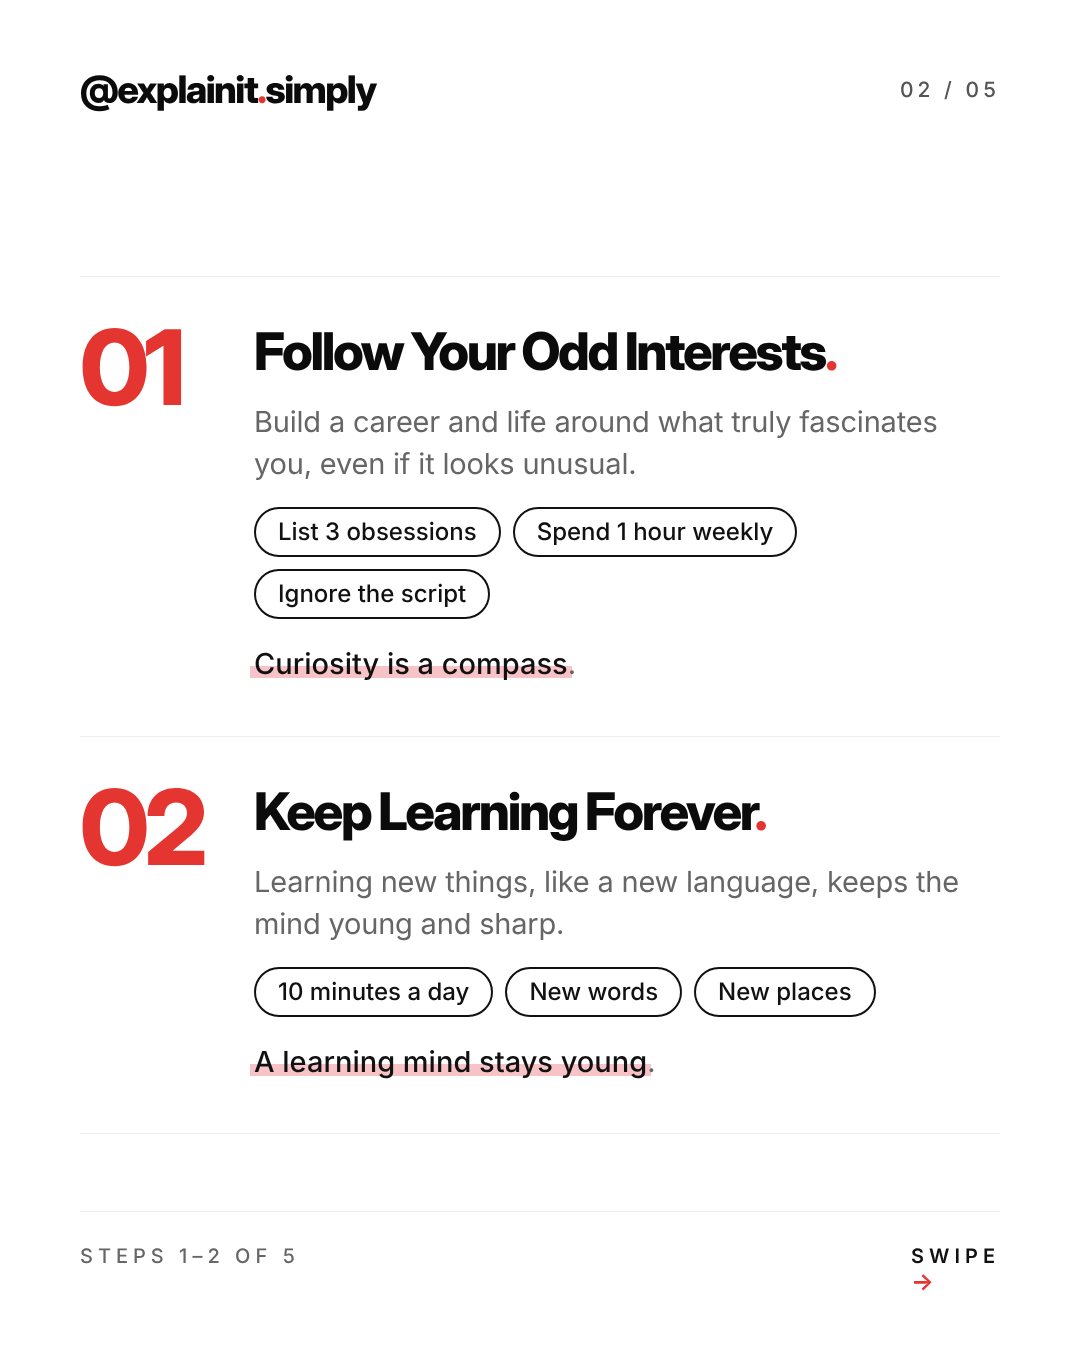 @explainit.simply
02 / 05
01
Follow Your Odd Interests.
Build a career and life around what truly fascinates
you, even if it looks unusual.
List 3 obsessions
Spend 1 hour weekly
Ignore the script
Curiosity is a compass.
02
Keep Learning Forever.
Learning new things, like a new language, keeps the
mind young and sharp.
10 minutes a day
New words
New places
A learning mind stays young.
STEPS 1–2 OF 5
SWIPE
→